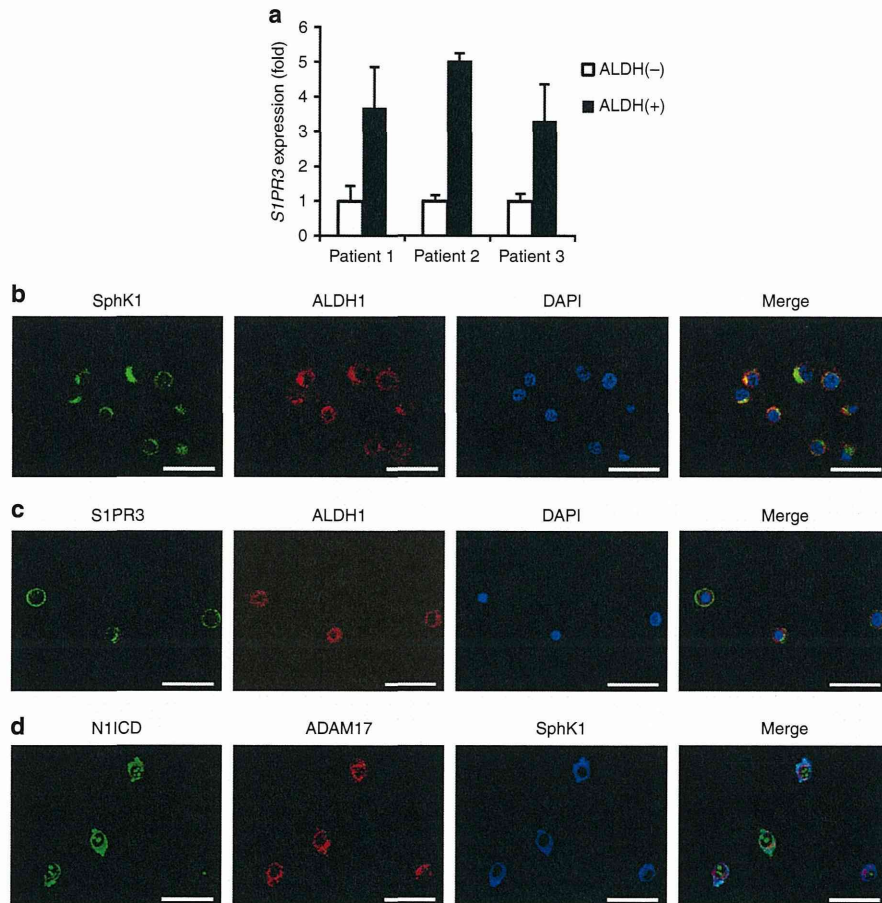 a
S1PR3 expression (fold)
6
5
4
3
2
1
0
ALDH(–)
ALDH(+)
Patient 1 Patient 2 Patient 3
b
SphK1 ALDH1 DAPI Merge
c
S1PR3 ALDH1 DAPI Merge
d
N1ICD ADAM17 SphK1 Merge